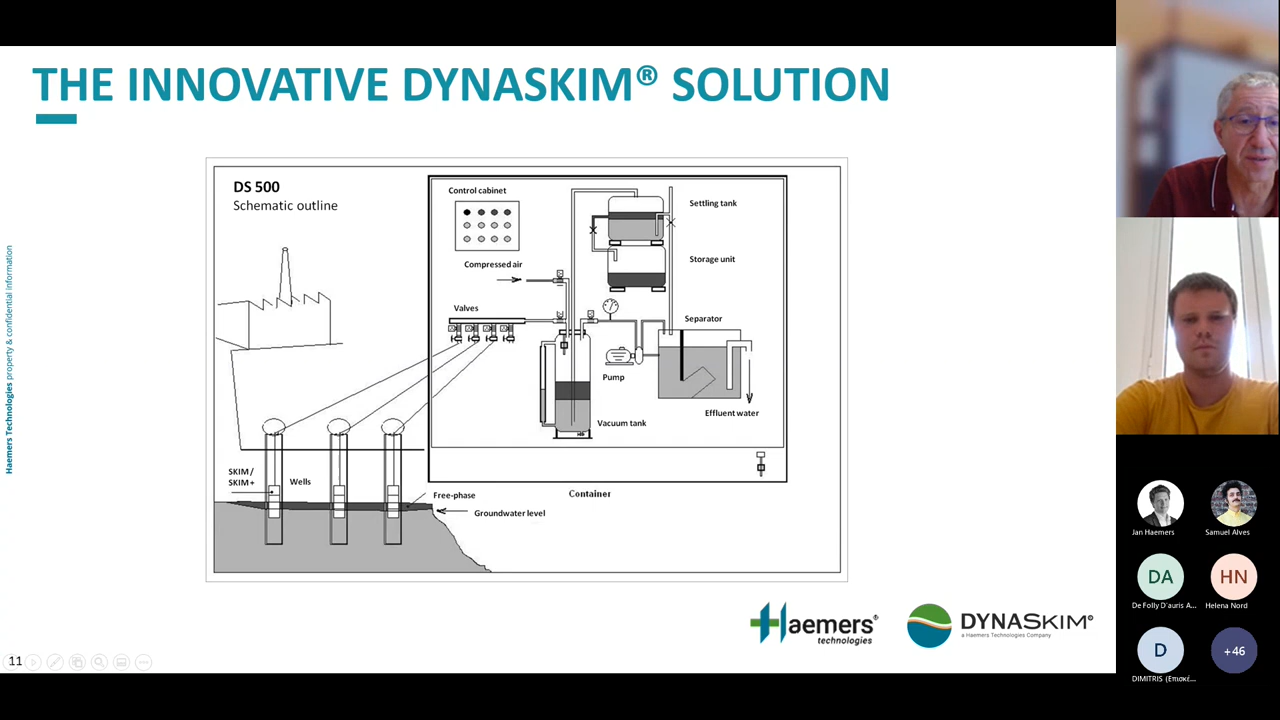 THE INNOVATIVE DYNASKIM® SOLUTION
Haemers Technologies property & confidential information
DS 500
Schematic outline
Control cabinet
Compressed air
Valves
Settling tank
Storage unit
Separator
Pump
Effluent water
Vacuum tank
SKIM /
SKIM +
Wells
Free-phase
Groundwater level
Container
Haemers®
technologies
DYNASKIM®
a Haemers Technologies Company
11
Jan Haemers
Samuel Alves
DA
HN
De Folly D'auris A...
Helena Nord
D
+46
DIMITRIS (Επισκέ...